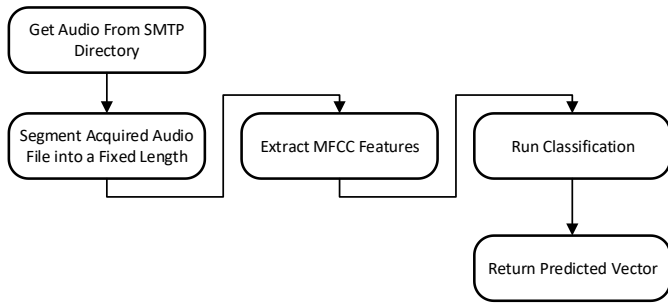 Get Audio From SMTP
Directory
Segment Acquired Audio
File into a Fixed Length
Extract MFCC Features
Run Classification
Return Predicted Vector